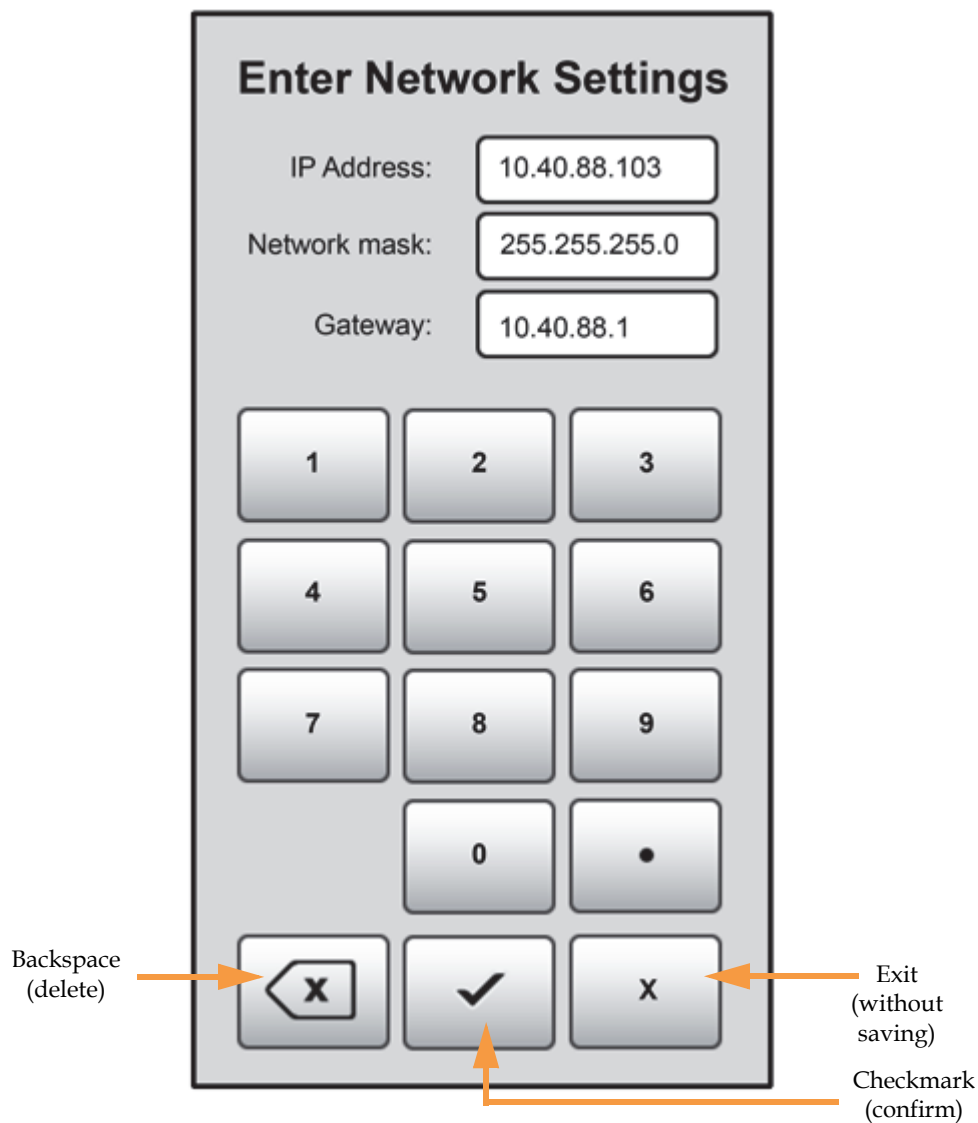 Enter Network Settings
IP Address: 10.40.88.103
Network mask: 255.255.255.0
Gateway: 10.40.88.1
1 2 3
4 5 6
7 8 9
0 •
Backspace
(delete)
x ✓ X
Exit
(without
saving)
Checkmark
(confirm)